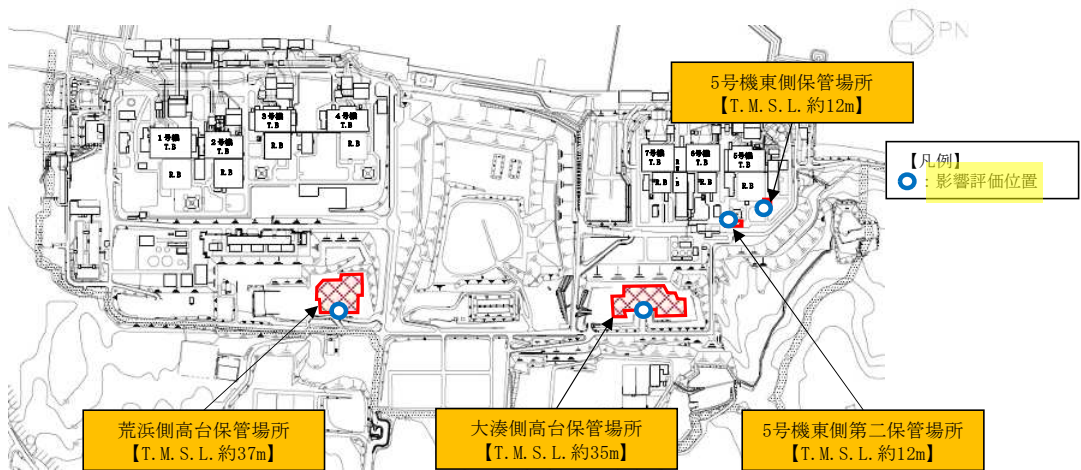 PN
5号機東側保管場所
【T.M.S.L.約12m】
【凡例】
：影響評価位置
1号機
T.B
R.B
2号機
T.B
R.B
3号機
T.B
R.B
4号機
T.B
R.B
7号機
T.B
R.B
6号機
T.B
R.B
5号機
T.B
R.B
荒浜側高台保管場所
【T.M.S.L.約37m】
大湊側高台保管場所
【T.M.S.L.約35m】
5号機東側第二保管場所
【T.M.S.L.約12m】